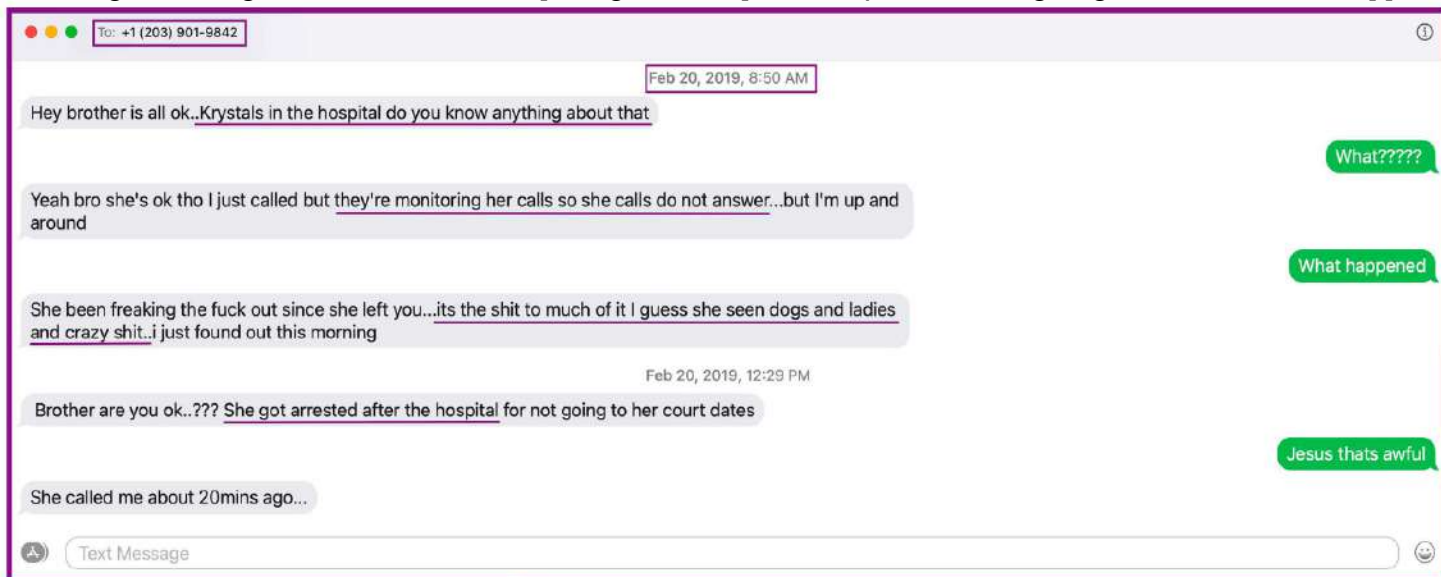 To: +1 (203) 901-9842
Feb 20, 2019, 8:50 AM
Hey brother is all ok..Krystals in the hospital do you know anything about that
What?????
Yeah bro she's ok tho I just called but they're monitoring her calls so she calls do not answer...but I'm up and
around
What happened
She been freaking the fuck out since she left you...its the shit to much of it I guess she seen dogs and ladies
and crazy shit..i just found out this morning
Feb 20, 2019, 12:29 PM
Brother are you ok..??? She got arrested after the hospital for not going to her court dates
Jesus thats awful
She called me about 20mins ago...
Text Message